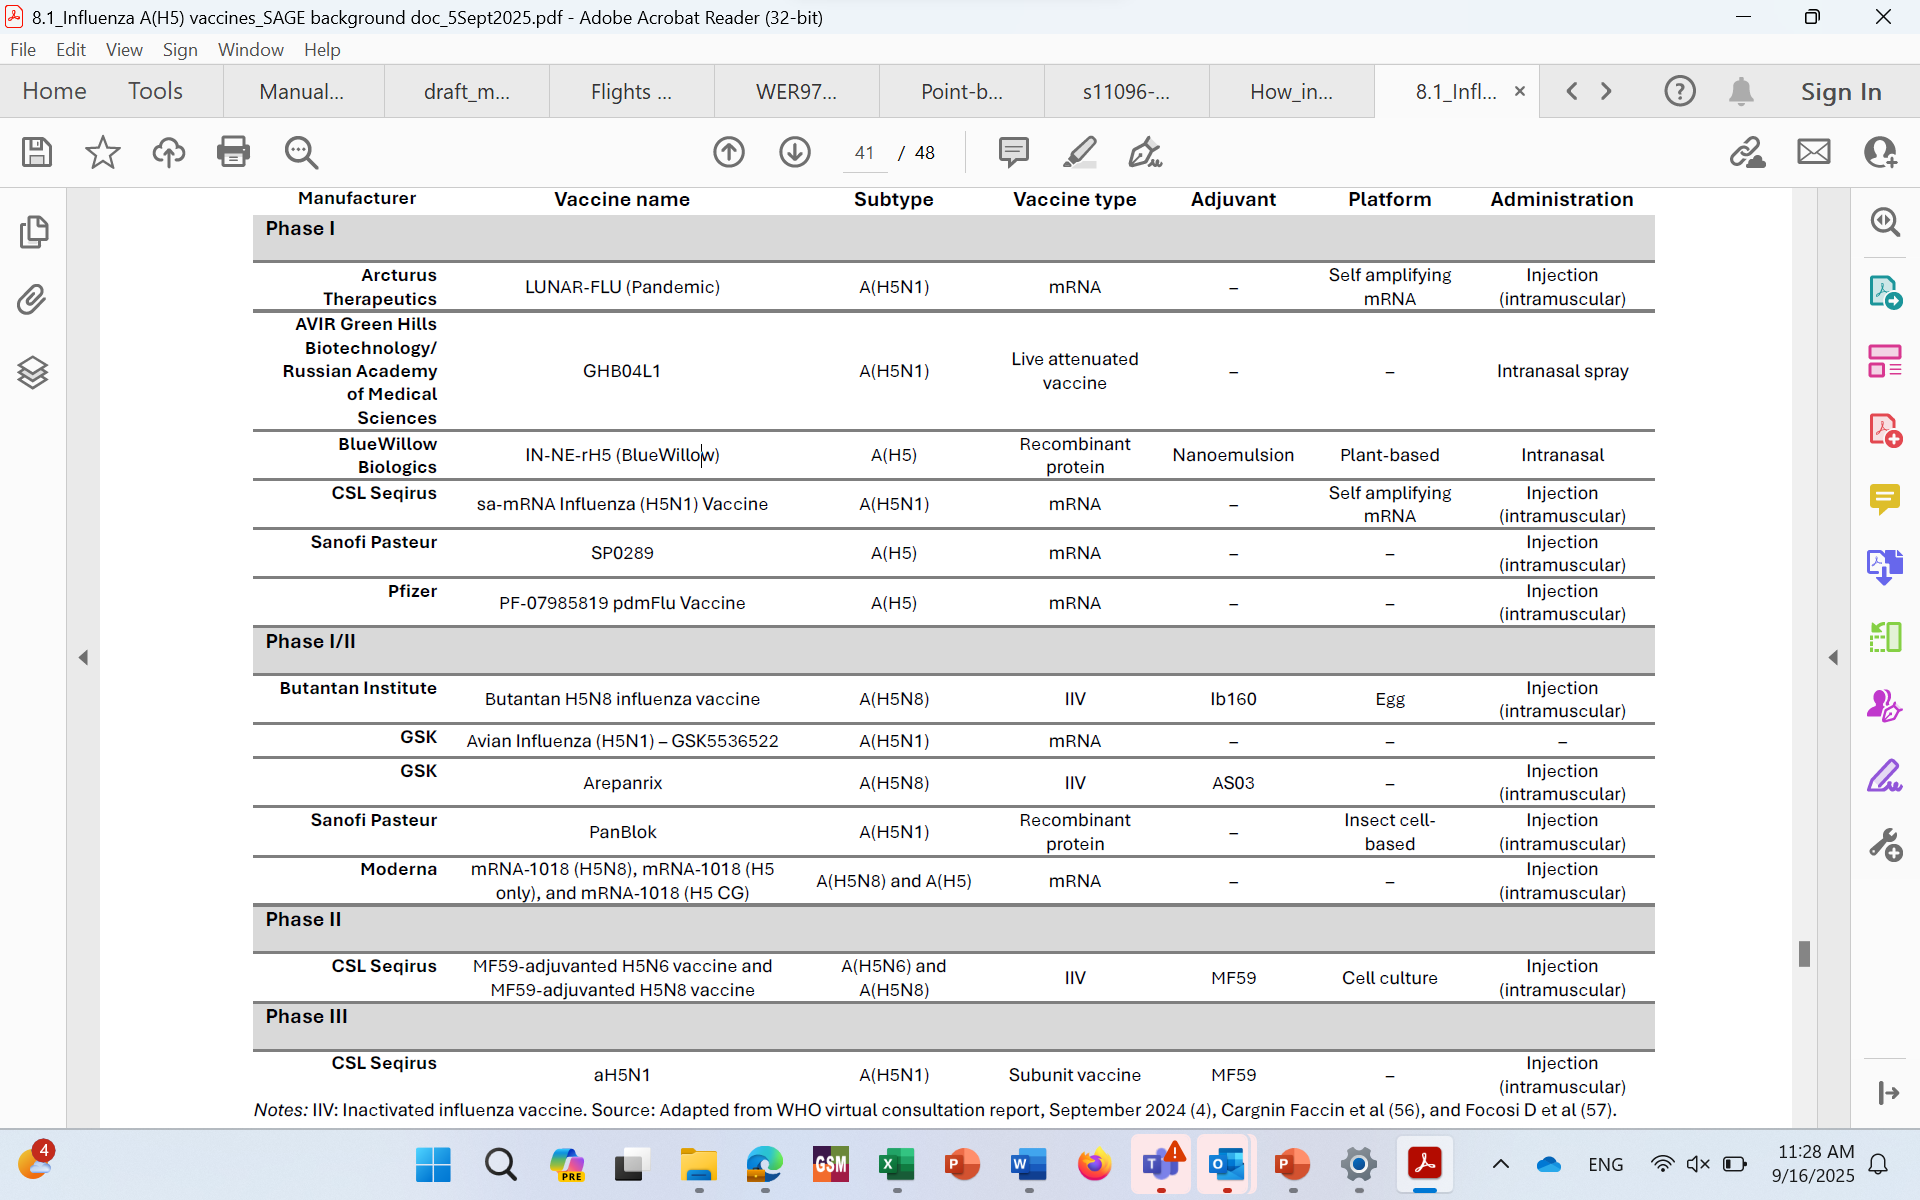 8.1_Influenza A(H5) vaccines_SAGE background doc_5Sept2025.pdf - Adobe Acrobat Reader (32-bit)
File Edit View Sign Window Help
Home Tools Manual... draft_m... Flights ... WER97... Point-b... s11096-... How_in... 8.1_Infl... × Sign In
41 / 48
Manufacturer Vaccine name Subtype Vaccine type Adjuvant Platform Administration
Phase I
Arcturus Therapeutics LUNAR-FLU (Pandemic) A(H5N1) mRNA – Self amplifying mRNA Injection (intramuscular)
AVIR Green Hills Biotechnology/ Russian Academy of Medical Sciences GHB04L1 A(H5N1) Live attenuated vaccine – – Intranasal spray
BlueWillow Biologics IN-NE-rH5 (BlueWillow) A(H5) Recombinant protein Nanoemulsion Plant-based Intranasal
CSL Seqirus sa-mRNA Influenza (H5N1) Vaccine A(H5N1) mRNA – Self amplifying mRNA Injection (intramuscular)
Sanofi Pasteur SP0289 A(H5) mRNA – – Injection (intramuscular)
Pfizer PF-07985819 pdmFlu Vaccine A(H5) mRNA – – Injection (intramuscular)
Phase I/II
Butantan Institute Butantan H5N8 influenza vaccine A(H5N8) IIV Ib160 Egg Injection (intramuscular)
GSK Avian Influenza (H5N1) – GSK5536522 A(H5N1) mRNA – – –
GSK Arepanrix A(H5N8) IIV AS03 – Injection (intramuscular)
Sanofi Pasteur PanBlok A(H5N1) Recombinant protein – Insect cell-based Injection (intramuscular)
Moderna mRNA-1018 (H5N8), mRNA-1018 (H5 only), and mRNA-1018 (H5 CG) A(H5N8) and A(H5) mRNA – – Injection (intramuscular)
Phase II
CSL Seqirus MF59-adjuvanted H5N6 vaccine and MF59-adjuvanted H5N8 vaccine A(H5N6) and A(H5N8) IIV MF59 Cell culture Injection (intramuscular)
Phase III
CSL Seqirus aH5N1 A(H5N1) Subunit vaccine MF59 – Injection (intramuscular)
Notes: IIV: Inactivated influenza vaccine. Source: Adapted from WHO virtual consultation report, September 2024 (4), Cargnin Faccin et al (56), and Focosi D et al (57).
4 PRE GSM ENG 11:28 AM
9/16/2025